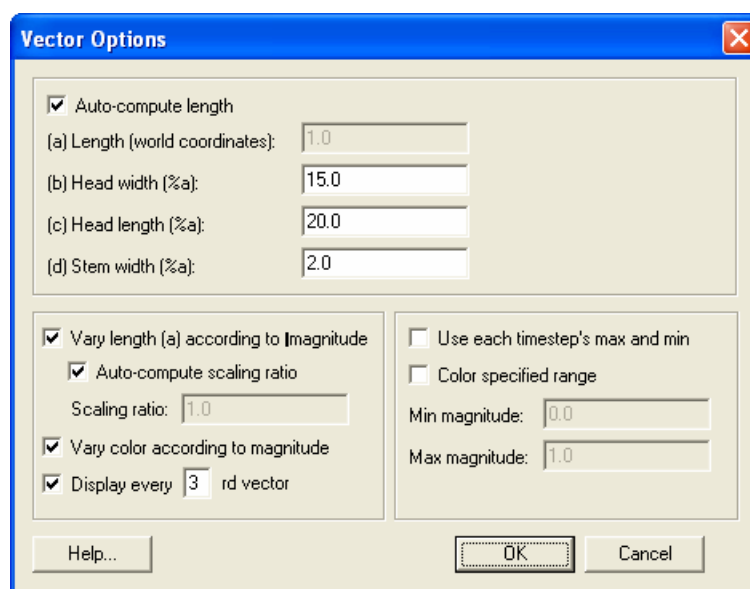 Vector Options
Auto-compute length
(a) Length (world coordinates): 1.0
(b) Head width (%a): 15.0
(c) Head length (%a): 20.0
(d) Stem width (%a): 2.0
Vary length (a) according to magnitude
Auto-compute scaling ratio
Scaling ratio: 1.0
Vary color according to magnitude
Display every 3 rd vector
Use each timestep's max and min
Color specified range
Min magnitude: 0.0
Max magnitude: 1.0
Help...
OK
Cancel